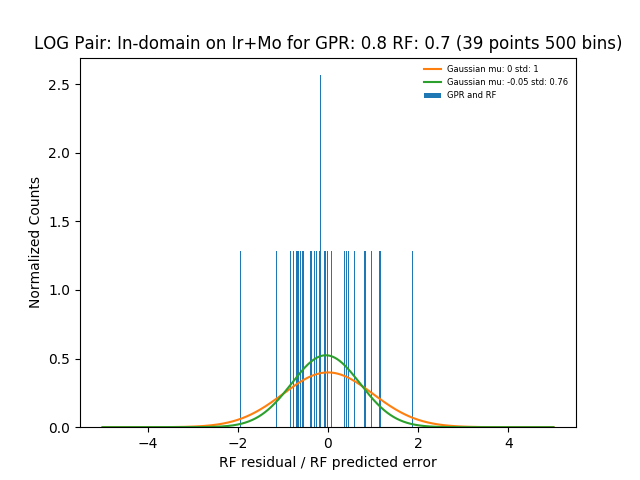 LOG Pair: In-domain on Ir+Mo for GPR: 0.8 RF: 0.7 (39 points 500 bins)
Gaussian mu: 0 std: 1
Gaussian mu: -0.05 std: 0.76
GPR and RF
Normalized Counts
2.5
2.0
1.5
1.0
0.5
0.0
−4
−2
0
2
4
RF residual / RF predicted error